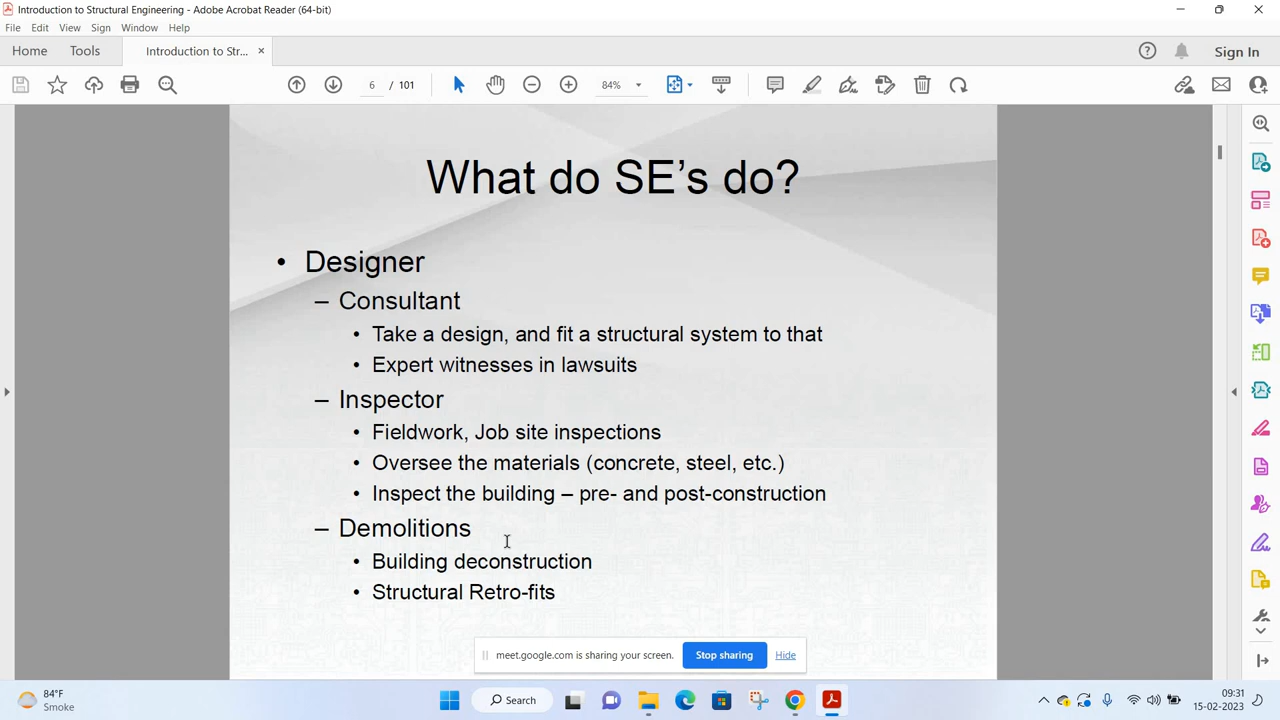 Introduction to Structural Engineering - Adobe Acrobat Reader (64-bit)
File Edit View Sign Window Help
Home Tools Introduction to Str... × Sign In
6 / 101 84%
What do SE's do?
• Designer
– Consultant
• Take a design, and fit a structural system to that
• Expert witnesses in lawsuits
– Inspector
• Fieldwork, Job site inspections
• Oversee the materials (concrete, steel, etc.)
• Inspect the building – pre- and post-construction
– Demolitions
• Building deconstruction
• Structural Retro-fits
meet.google.com is sharing your screen. Stop sharing Hide
84°F
Smoke
Search
09:31
15-02-2023